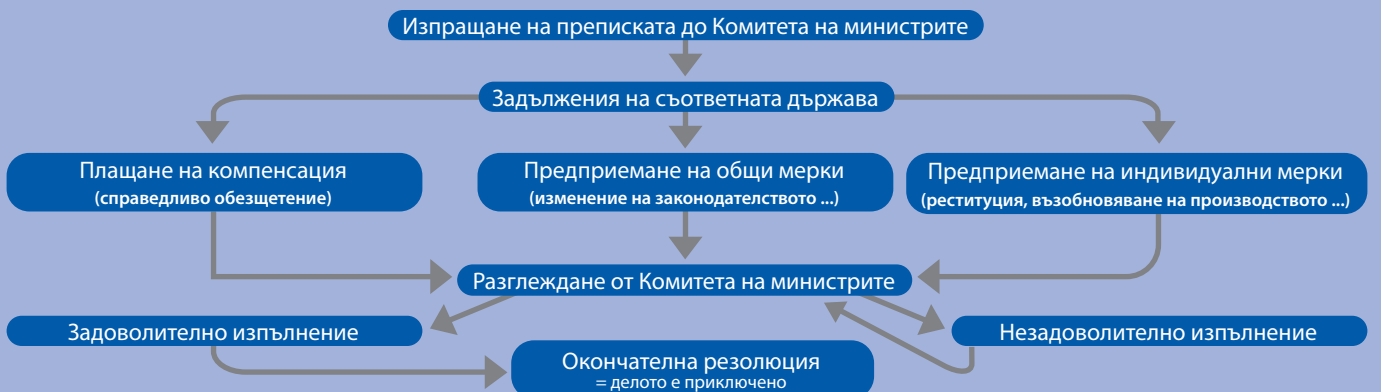 Изпращане на преписката до Комитета на министрите
Задължения на съответната държава
Плащане на компенсация
(справедливо обезщетение)
Предприемане на общи мерки
(изменение на законодателството ...)
Предприемане на индивидуални мерки
(реституция, възобновяване на производството ...)
Разглеждане от Комитета на министрите
Задоволително изпълнение
Незадоволително изпълнение
Окончателна резолюция
= делото е приключено